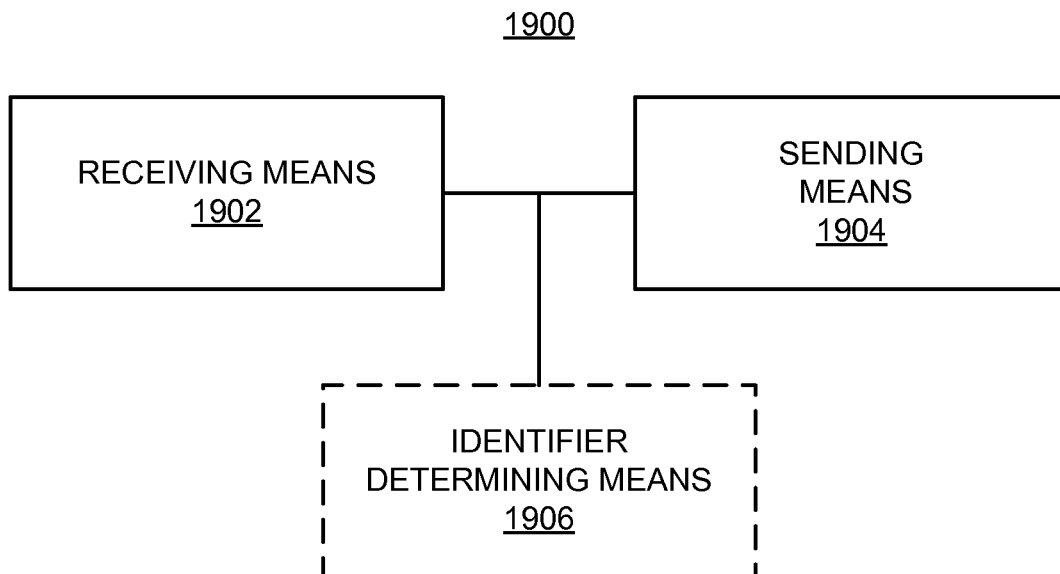 1900
RECEIVING MEANS
1902
SENDING
MEANS
1904
IDENTIFIER
DETERMINING MEANS
1906